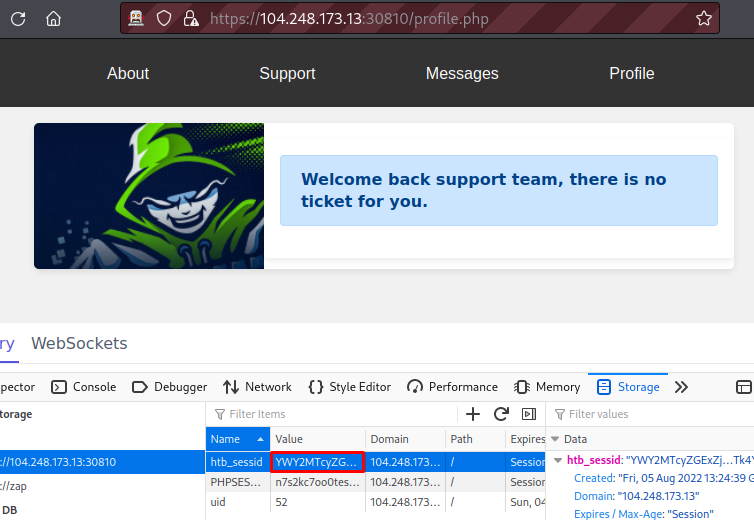 https://104.248.173.13:30810/profile.php
About Support Messages Profile
Welcome back support team, there is no
ticket for you.
ry WebSockets
pector Console Debugger Network Style Editor Performance Memory Storage
torage Filter Items Filter values
Name Value Domain Path Expires Data
://104.248.173.13:30810 htb_sessid YWY2MTcyZG... 104.248.173.... / Session htb_sessid: "YWY2MTcyZGExZj...Tk4Y
://zap PHPSES... n7s2kc7oo0tes... 104.248.173.... / Session Created: "Fri, 05 Aug 2022 13:24:39 G
DB uid 52 104.248.173.... / Sun, 04 Domain: "104.248.173.13"
Expires / Max-Age: "Session"